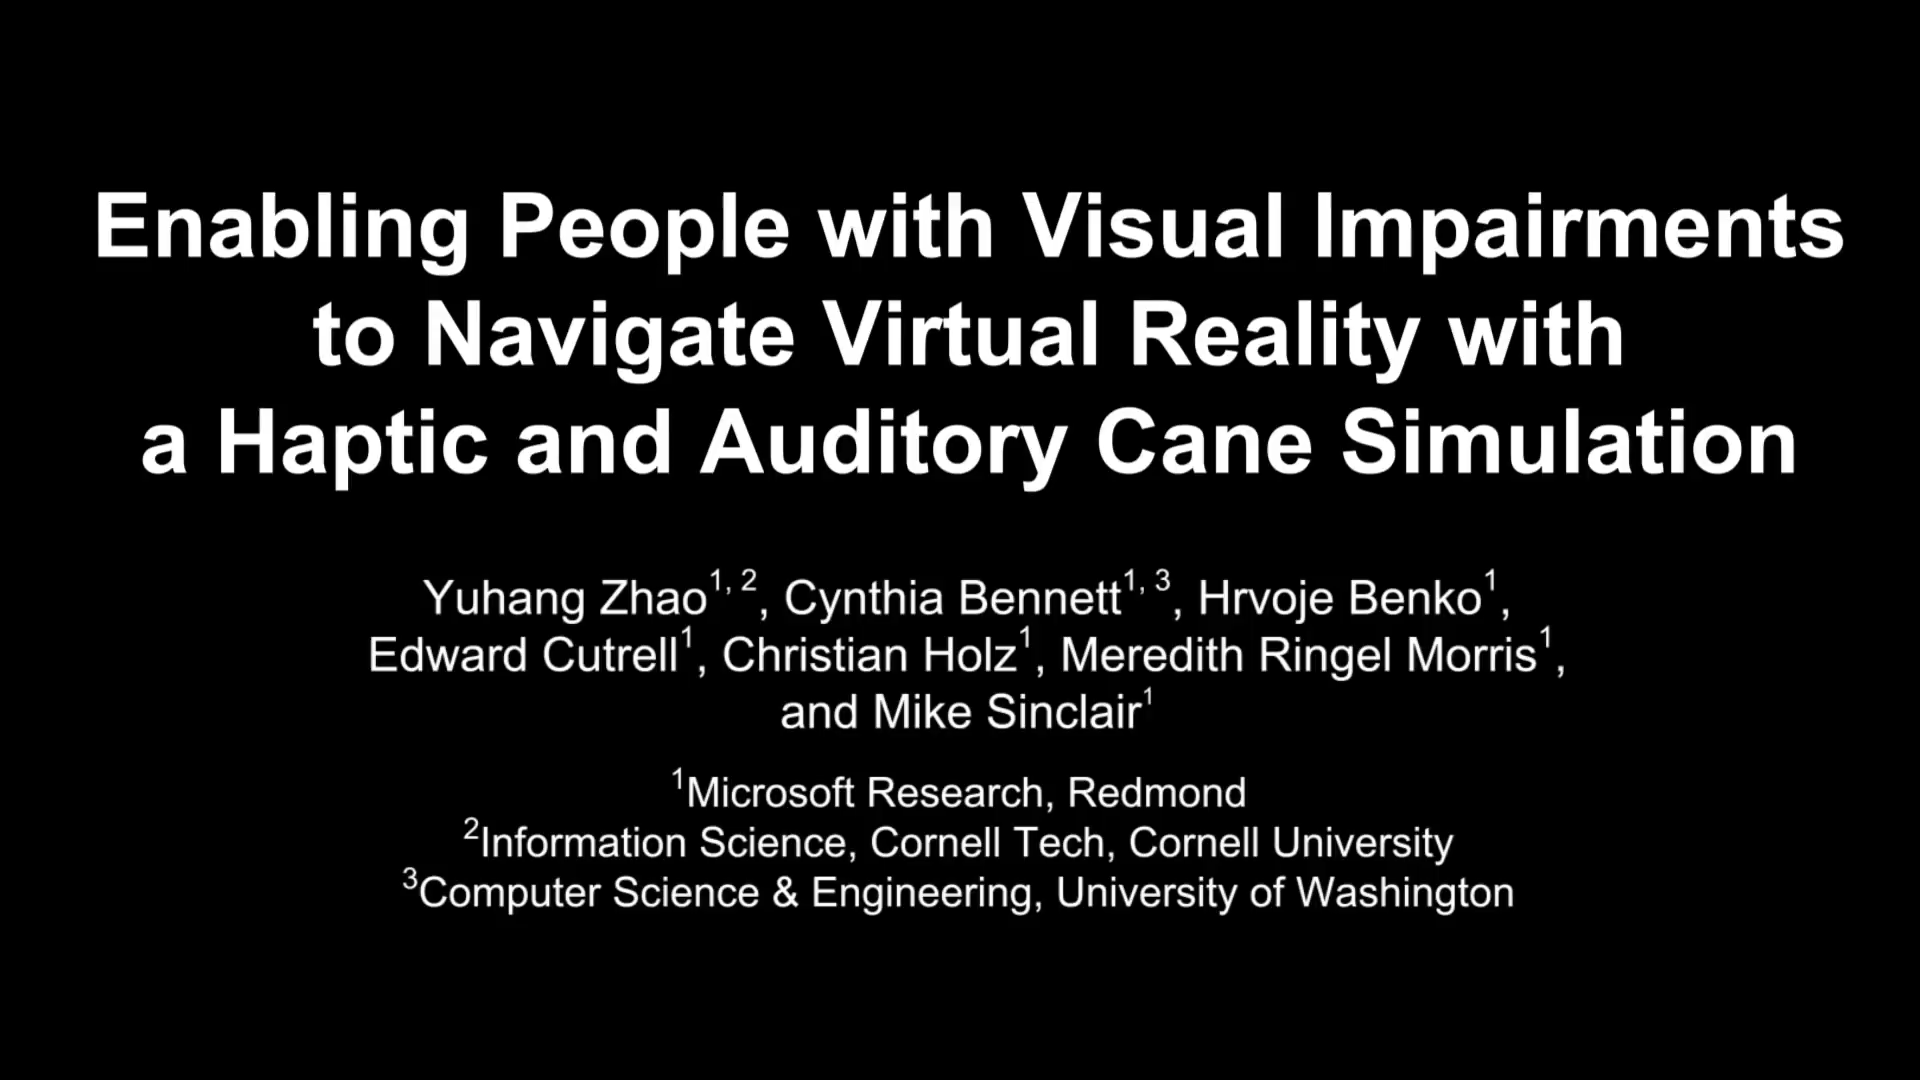 Enabling People with Visual Impairments
to Navigate Virtual Reality with
a Haptic and Auditory Cane Simulation
Yuhang Zhao1, 2, Cynthia Bennett1, 3, Hrvoje Benko1,
Edward Cutrell1, Christian Holz1, Meredith Ringel Morris1,
and Mike Sinclair1
1Microsoft Research, Redmond
2Information Science, Cornell Tech, Cornell University
3Computer Science & Engineering, University of Washington